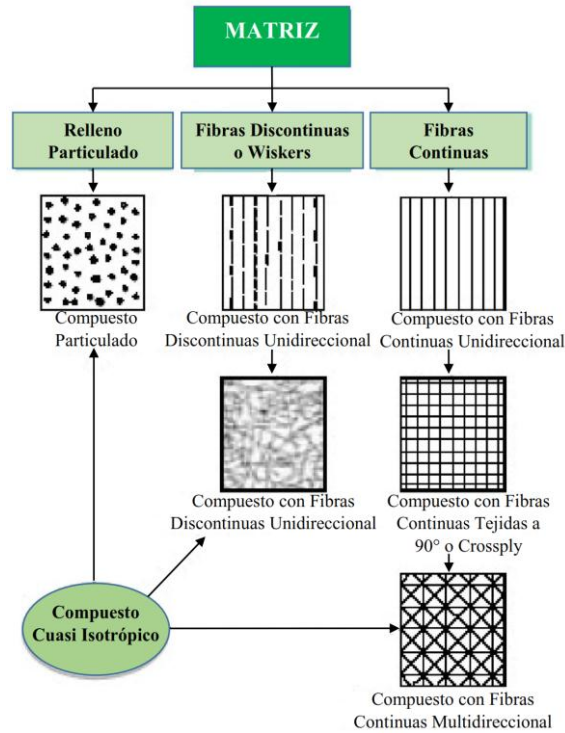 MATRIZ
Relleno
Particulado
Fibras Discontinuas
o Wiskers
Fibras
Continuas
Compuesto
Particulado
Compuesto con Fibras
Discontinuas Unidireccional
Compuesto con Fibras
Continuas Unidireccional
Compuesto con Fibras
Discontinuas Unidireccional
Compuesto con Fibras
Continuas Tejidas a
90° o Crossply
Compuesto
Cuasi Isotrópico
Compuesto con Fibras
Continuas Multidireccional